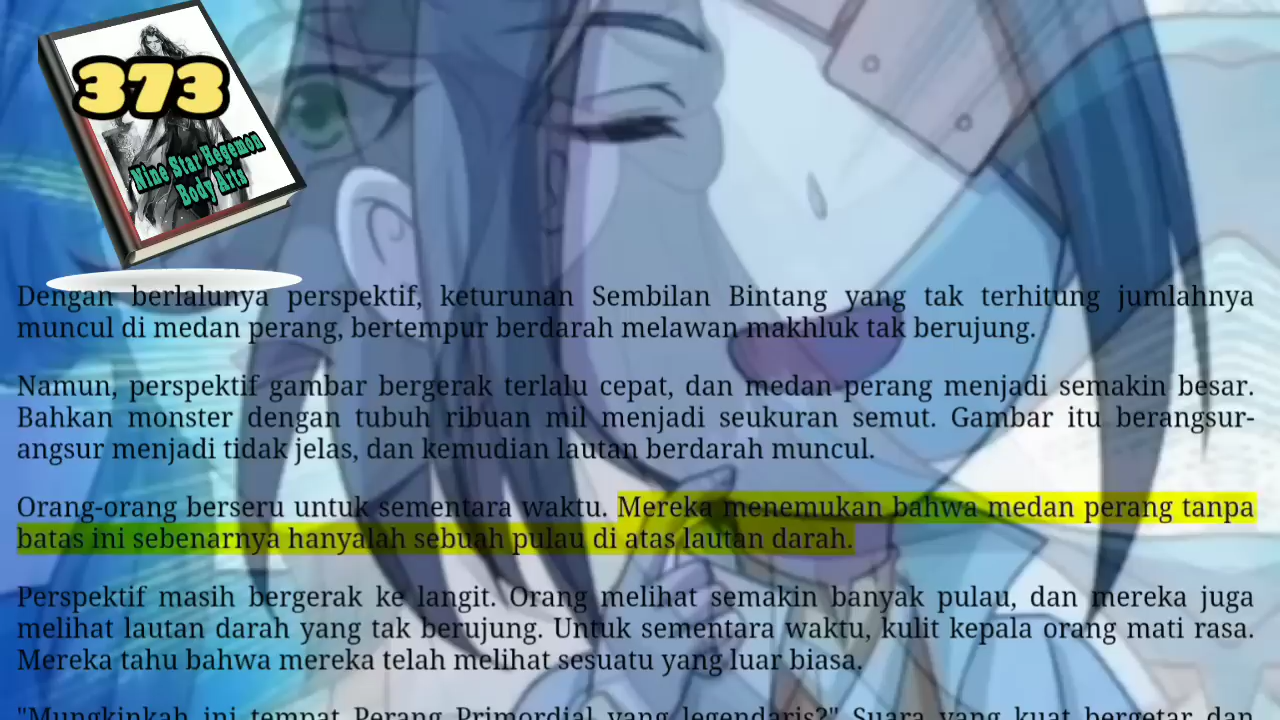 373
Nine Star Hegemon
Body Arts
Dengan berlalunya perspektif, keturunan Sembilan Bintang yang tak terhitung jumlahnya
muncul di medan perang, bertempur berdarah melawan makhluk tak berujung.
Namun, perspektif gambar bergerak terlalu cepat, dan medan perang menjadi semakin besar.
Bahkan monster dengan tubuh ribuan mil menjadi seukuran semut. Gambar itu berangsur-
angsur menjadi tidak jelas, dan kemudian lautan berdarah muncul.
Orang-orang berseru untuk sementara waktu. Mereka menemukan bahwa medan perang tanpa
batas ini sebenarnya hanyalah sebuah pulau di atas lautan darah.
Perspektif masih bergerak ke langit. Orang melihat semakin banyak pulau, dan mereka juga
melihat lautan darah yang tak berujung. Untuk sementara waktu, kulit kepala orang mati rasa.
Mereka tahu bahwa mereka telah melihat sesuatu yang luar biasa.
"Mungkinkah ini tempat Perang Primordial yang legendaris?" Suara yang kuat bergetar dan